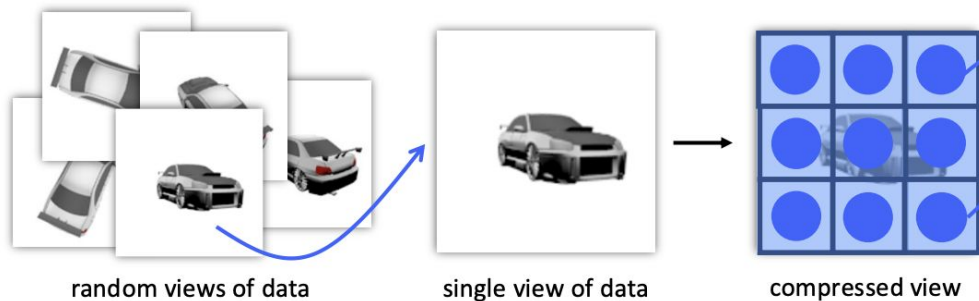 random views of data
single view of data
compressed view